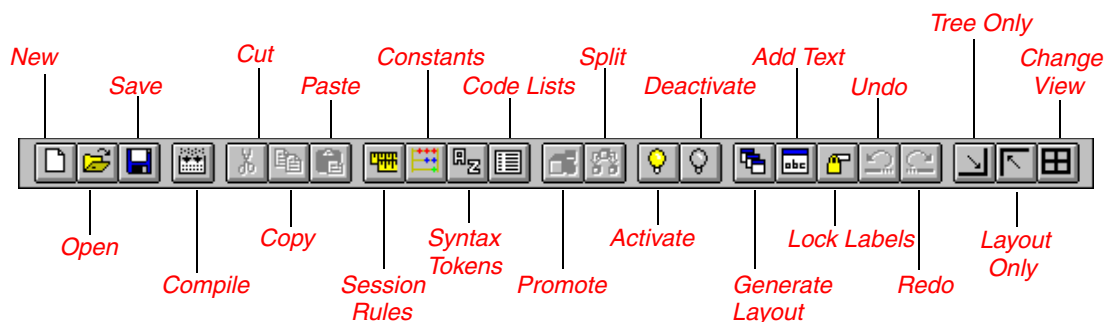 Tree Only
New
Cut
Constants
Split
Add Text
Change
View
Save
Paste
Code Lists
Deactivate
Undo
A
Z
abc
Open
Copy
Syntax
Tokens
Activate
Lock Labels
Layout
Only
Compile
Session
Rules
Promote
Generate
Layout
Redo